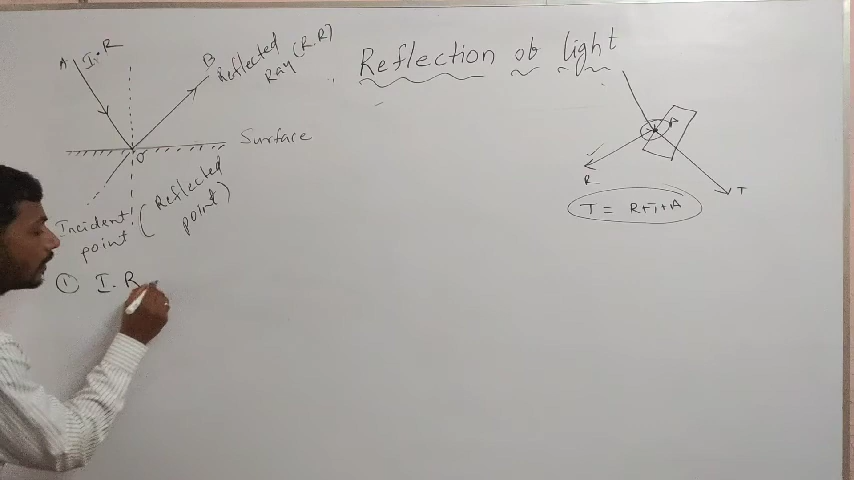 Reflection of light
A
I.R
B
Reflected
Ray (R.R)
O
Surface
Incident
point
(Reflected
point)
① I.R
P
R
T
T = R+T+A